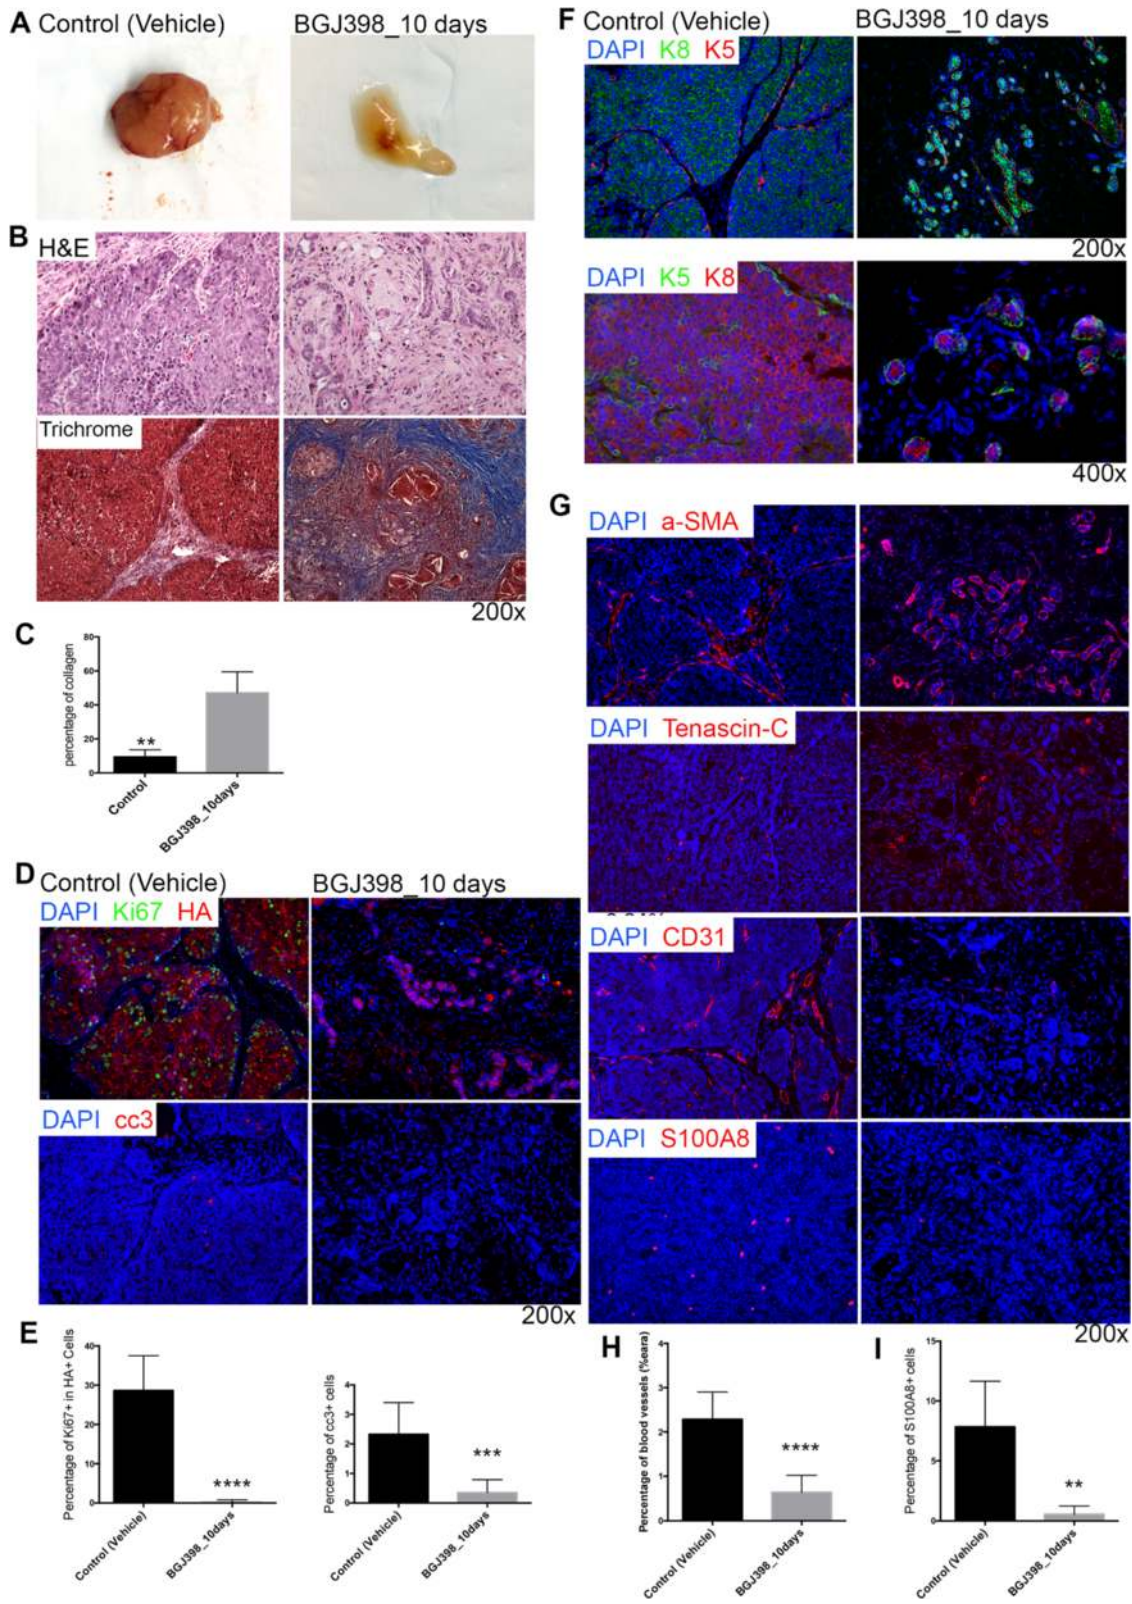 A Control (Vehicle) BGJ398_10 days
B
H&E
Trichrome
200x
C
percentage of collagen
80
60
40
20
0
**
Control
BGJ398_10days
D Control (Vehicle) BGJ398_10 days
DAPI Ki67 HA
DAPI cc3
200x
E
Percentage of Ki67+ in HA+ Cells
40
30
20
10
0
****
Control (Vehicle)
BGJ398_10days
Percentage of cc3+ cells
4
3
2
1
0
***
Control (Vehicle)
BGJ398_10days
F Control (Vehicle) BGJ398_10 days
DAPI K8 K5
200x
DAPI K5 K8
400x
G
DAPI a-SMA
DAPI Tenascin-C
DAPI CD31
DAPI S100A8
200x
H
Percentage of blood vessels (%eara)
4
3
2
1
0
****
Control (Vehicle)
BGJ398_10days
I
Percentage of S100A8+ cells
15
10
5
0
**
Control (Vehicle)
BGJ398_10days